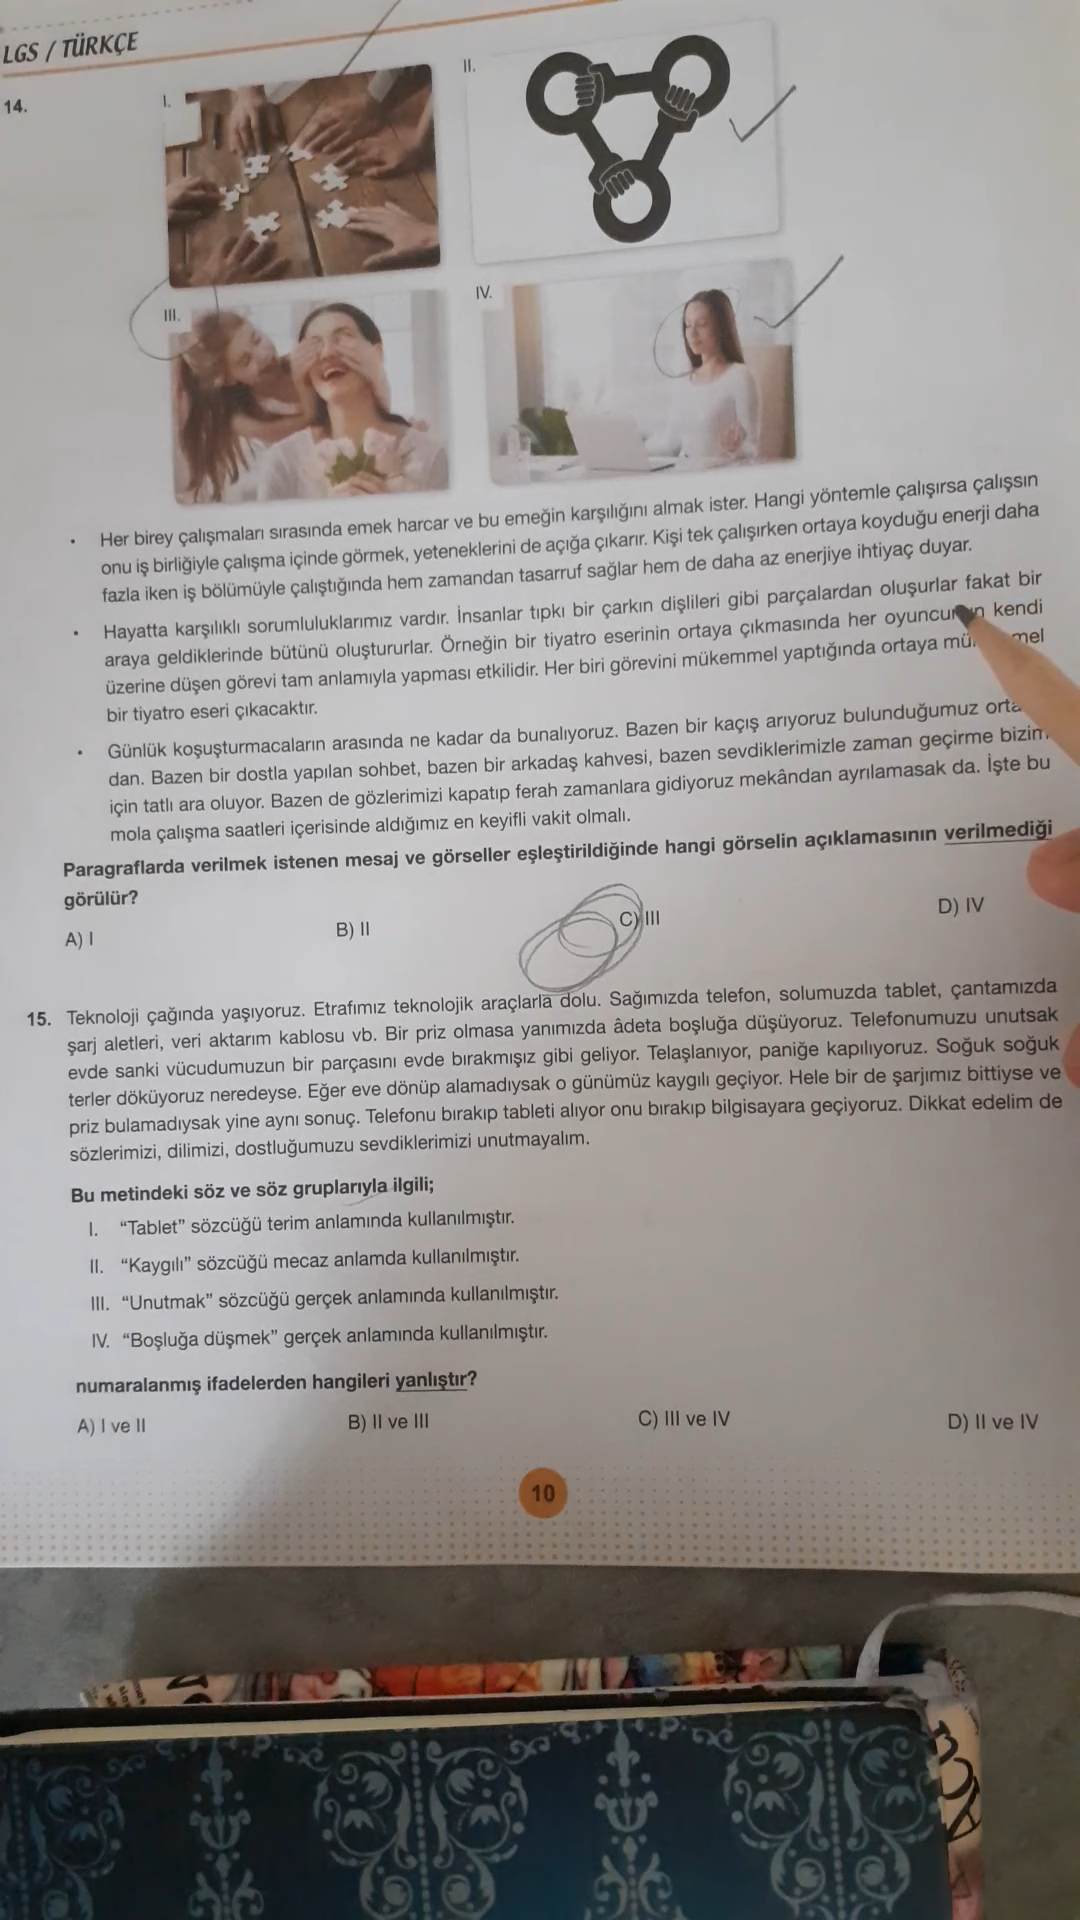 LGS / TÜRKÇE
14.
I.
II.
III.
IV.
• Her birey çalışmaları sırasında emek harcar ve bu emeğin karşılığını almak ister. Hangi yöntemle çalışırsa çalışsın
onu iş birliğiyle çalışma içinde görmek, yeteneklerini de açığa çıkarır. Kişi tek çalışırken ortaya koyduğu enerji daha
fazla iken iş bölümüyle çalıştığında hem zamandan tasarruf sağlar hem de daha az enerjiye ihtiyaç duyar.
• Hayatta karşılıklı sorumluluklarımız vardır. İnsanlar tıpkı bir çarkın dişlileri gibi parçalardan oluşurlar fakat bir
araya geldiklerinde bütünü oluştururlar. Örneğin bir tiyatro eserinin ortaya çıkmasında her kendi
üzerine düşen görevi tam anlamıyla yapması etkilidir. Her biri görevini mükemmel yaptığında ortaya
bir tiyatro eseri çıkacaktır.
• Günlük koşuşturmacaların arasında ne kadar da bunalıyoruz. Bazen bir kaçış arıyoruz bulunduğumuz
dan. Bazen bir dostla yapılan sohbet, bazen bir arkadaş kahvesi, bazen sevdiklerimizle zaman geçirme bizim
için tatlı ara oluyor. Bazen de gözlerimizi kapatıp ferah zamanlara gidiyoruz mekândan ayrılamasak da. İşte bu
mola çalışma saatleri içerisinde aldığımız en keyifli vakit olmalı.
Paragraflarda verilmek istenen mesaj ve görseller eşleştirildiğinde hangi görselin açıklamasının verilmediği
görülür?
A) I B) II C) III D) IV
15. Teknoloji çağında yaşıyoruz. Etrafımız teknolojik araçlarla dolu. Sağımızda telefon, solumuzda tablet, çantamızda
şarj aletleri, veri aktarım kablosu vb. Bir priz olmasa yanımızda âdeta boşluğa düşüyoruz. Telefonumuzu unutsak
evde sanki vücudumuzun bir parçasını evde bırakmışız gibi geliyor. Telaşlanıyor, paniğe kapılıyoruz. Soğuk soğuk
terler döküyoruz neredeyse. Eğer eve dönüp alamadıysak o günümüz kaygılı geçiyor. Hele bir de şarjımız bittiyse ve
priz bulamadıysak yine aynı sonuç. Telefonu bırakıp tableti alıyor onu bırakıp bilgisayara geçiyoruz. Dikkat edelim de
sözlerimizi, dilimizi, dostluğumuzu sevdiklerimizi unutmayalım.
Bu metindeki söz ve söz gruplarıyla ilgili;
I. “Tablet” sözcüğü terim anlamında kullanılmıştır.
II. “Kaygılı” sözcüğü mecaz anlamda kullanılmıştır.
III. “Unutmak” sözcüğü gerçek anlamında kullanılmıştır.
IV. “Boşluğa düşmek” gerçek anlamında kullanılmıştır.
numaralanmış ifadelerden hangileri yanlıştır?
A) I ve II B) II ve III C) III ve IV D) II ve IV
10